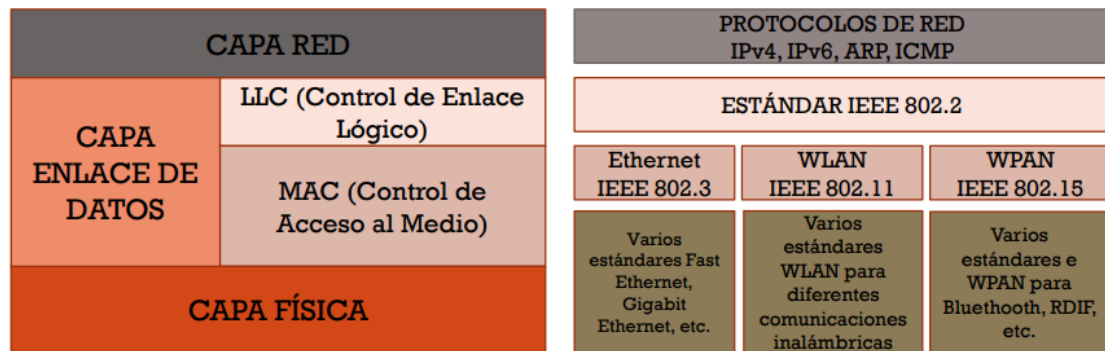 CAPA RED
CAPA
ENLACE DE
DATOS
LLC (Control de Enlace
Lógico)
MAC (Control de
Acceso al Medio)
CAPA FÍSICA
PROTOCOLOS DE RED
IPv4, IPv6, ARP, ICMP
ESTÁNDAR IEEE 802.2
Ethernet
IEEE 802.3
WLAN
IEEE 802.11
WPAN
IEEE 802.15
Varios
estándares Fast
Ethernet,
Gigabit
Ethernet, etc.
Varios
estándares
WLAN para
diferentes
comunicaciones
inalámbricas
Varios
estándares e
WPAN para
Bluethooth, RDIF,
etc.